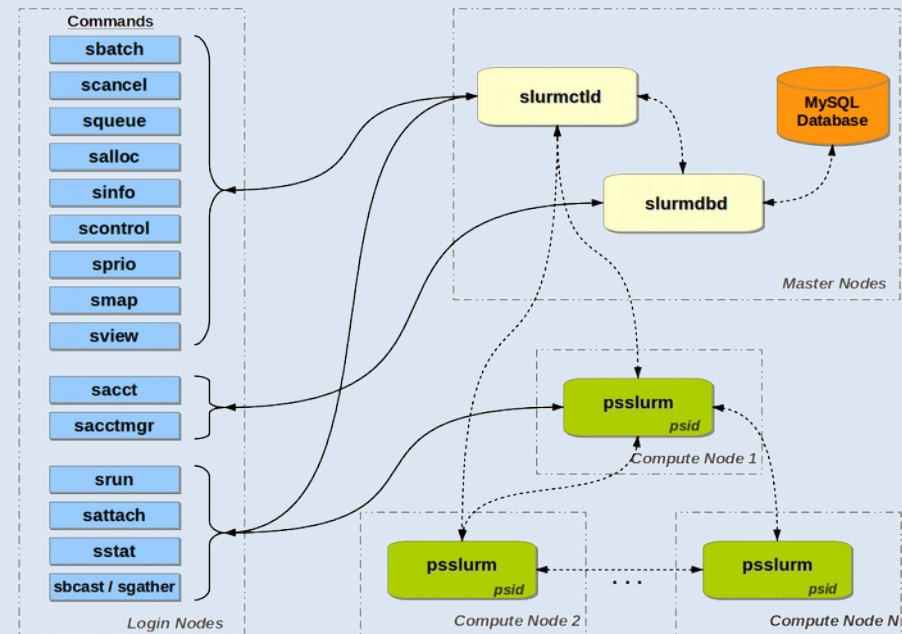 Commands
sbatch
scancel
squeue
salloc
sinfo
scontrol
sprio
smap
sview
sacct
sacctmgr
srun
sattach
sstat
sbcast / sgather
Login Nodes
slurmctld
MySQL
Database
slurmdbd
Master Nodes
psslurm
psid
Compute Node 1
psslurm
psid
Compute Node 2
...
psslurm
psid
Compute Node N